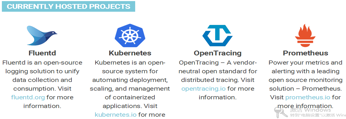 CURRENTLY HOSTED PROJECTS
Fluentd
Fluentd is an open-source
logging solution to unify
data collection and
consumption. Visit
fluentd.org for more
information.
Kubernetes
Kubernetes is an open-
source system for
automating deployment,
scaling, and management
of containerized
applications. Visit
kubernetes.io for more
OpenTracing
OpenTracing – A vendor-
neutral open standard for
distributed tracing. Visit
opentracing.io for more
information.
Prometheus
Power your metrics and
alerting with a leading
open source monitoring
solution – Prometheus.
Visit prometheus.io for
more information.